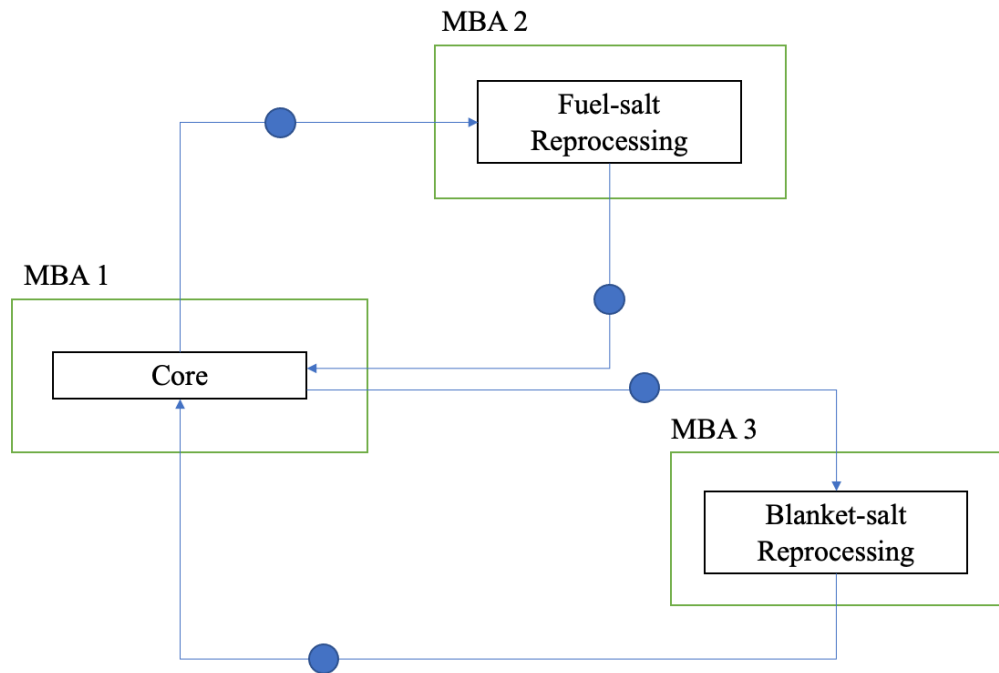 MBA 2
Fuel-salt
Reprocessing
MBA 1
Core
MBA 3
Blanket-salt
Reprocessing